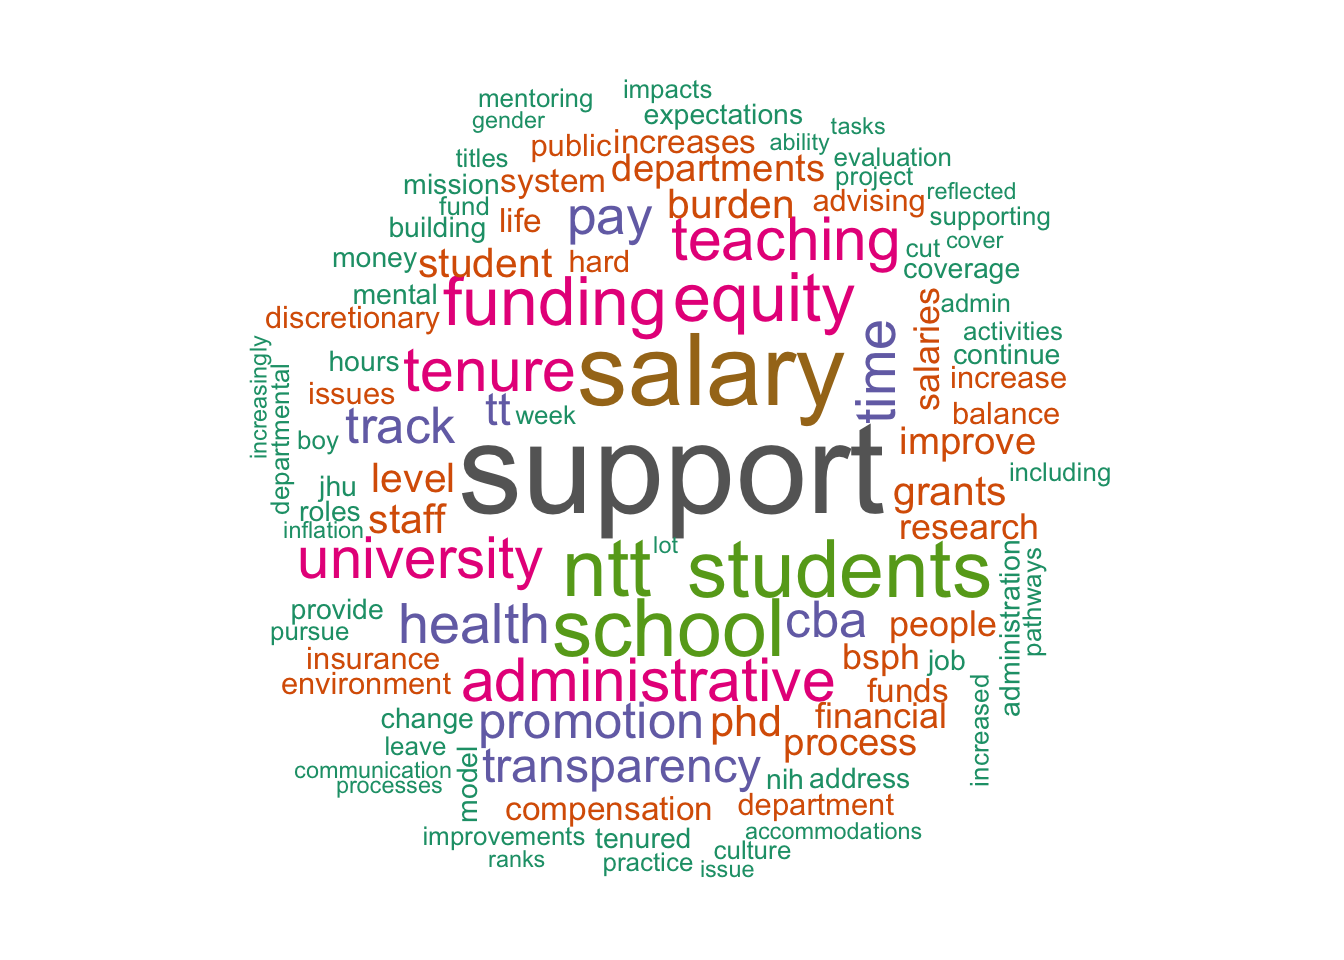 impacts
mentoring
expectations
gender
tasks
public
increases
ability
titles
departments
evaluation
mission
system
project
reflected
fund
life
pay
burden
advising
supporting
building
teaching
cut
cover
money
student
hard
coverage
mental
funding
equity
admin
discretionary
salaries
activities
hours
tenure
salary
time
continue
increasingly
issues
increase
departmental
track
tt
week
balance
boy
support
improve
jhu
level
including
roles
staff
grants
inflation
research
university
ntt
lot
students
administration
pathways
provide
health
school
cba
people
pursue
insurance
bsph
job
environment
administrative
funds
increased
change
promotion
phd
financial
leave
process
communication
transparency
nih
address
processes
model
compensation
department
improvements
tenured
accommodations
ranks
practice
culture
issue